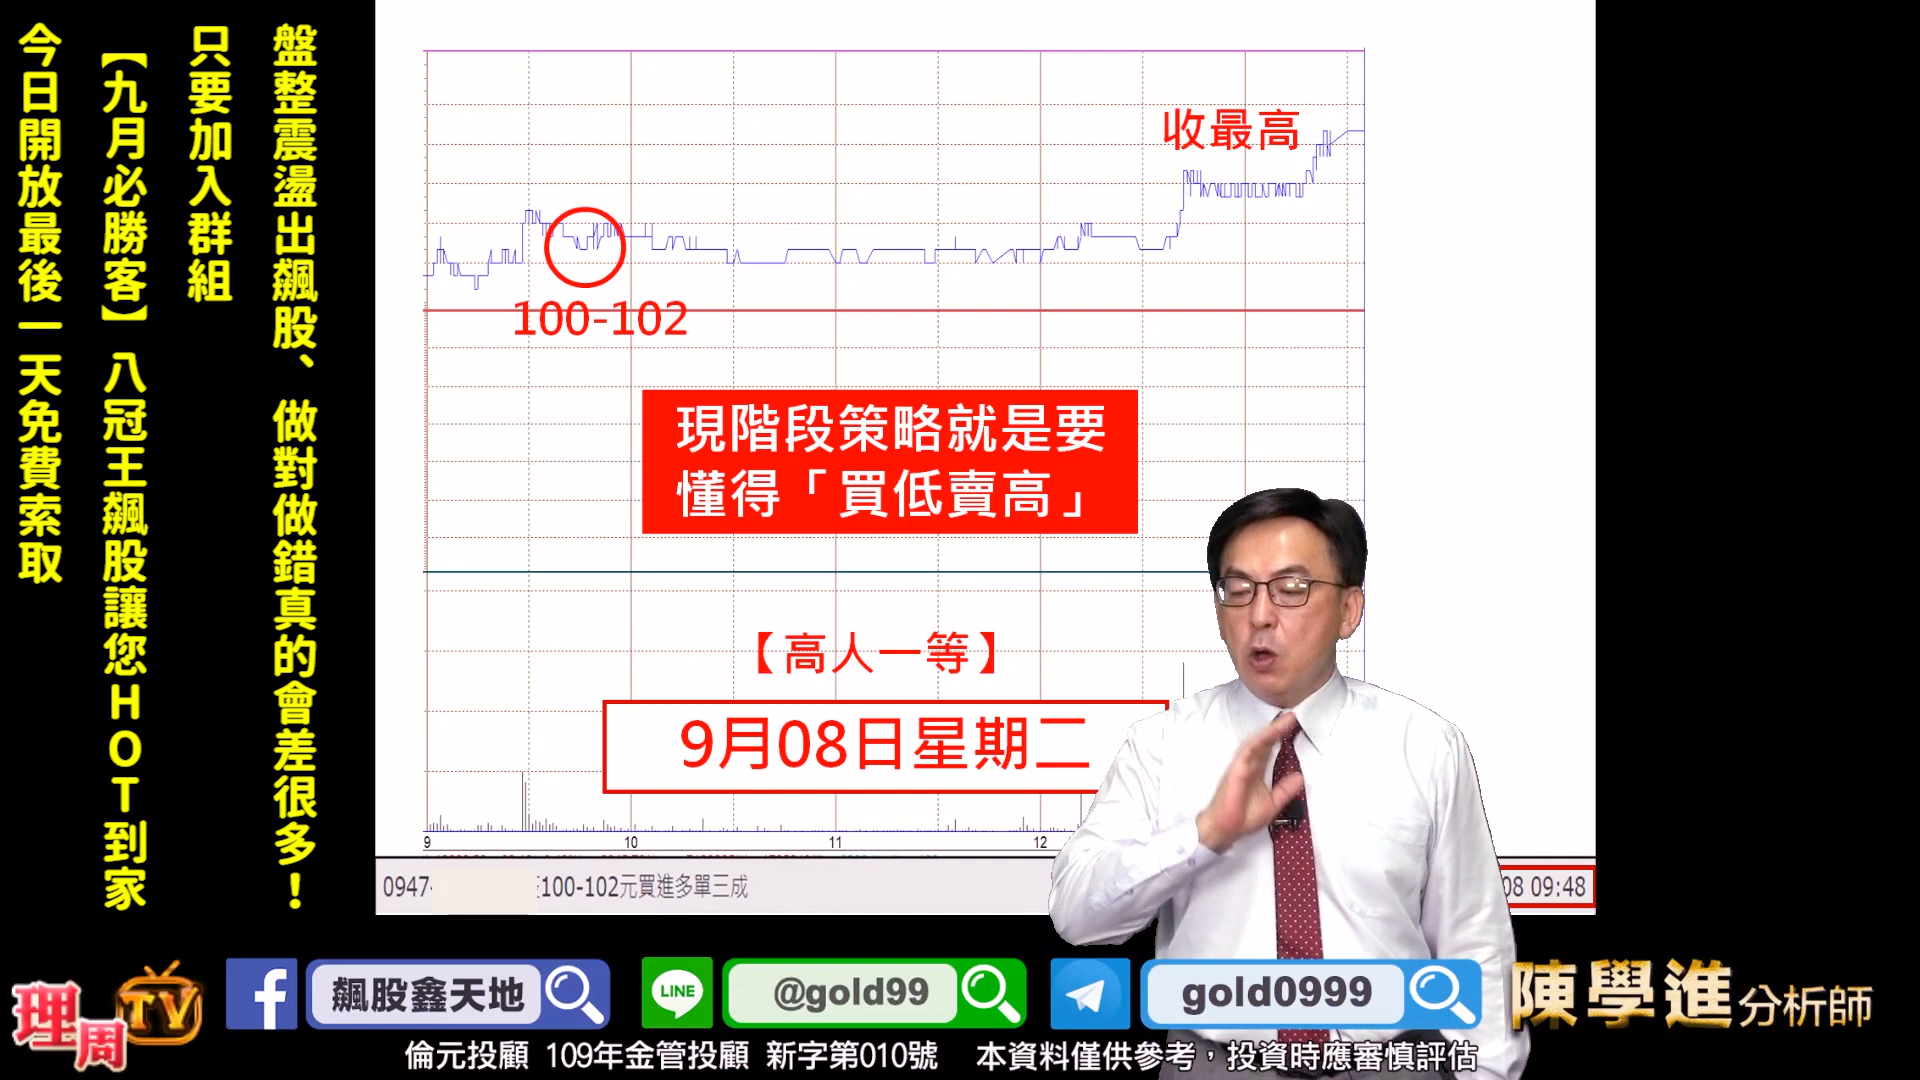 盤整震盪出飆股、做對做錯真的會差很多！
只要加入群組
【九月必勝客】八冠王飆股讓您HOT到家
今日開放最後一天免費索取
收最高
100-102
現階段策略就是要
懂得「買低賣高」
【高人一等】
9月08日星期二
9 10 11 12
0947- 100-102元買進多單三成
08 09:48
理周TV
飆股鑫天地
LINE
@gold99
gold0999
陳學進分析師
倫元投顧 109年金管投顧 新字第010號 本資料僅供參考，投資時應審慎評估